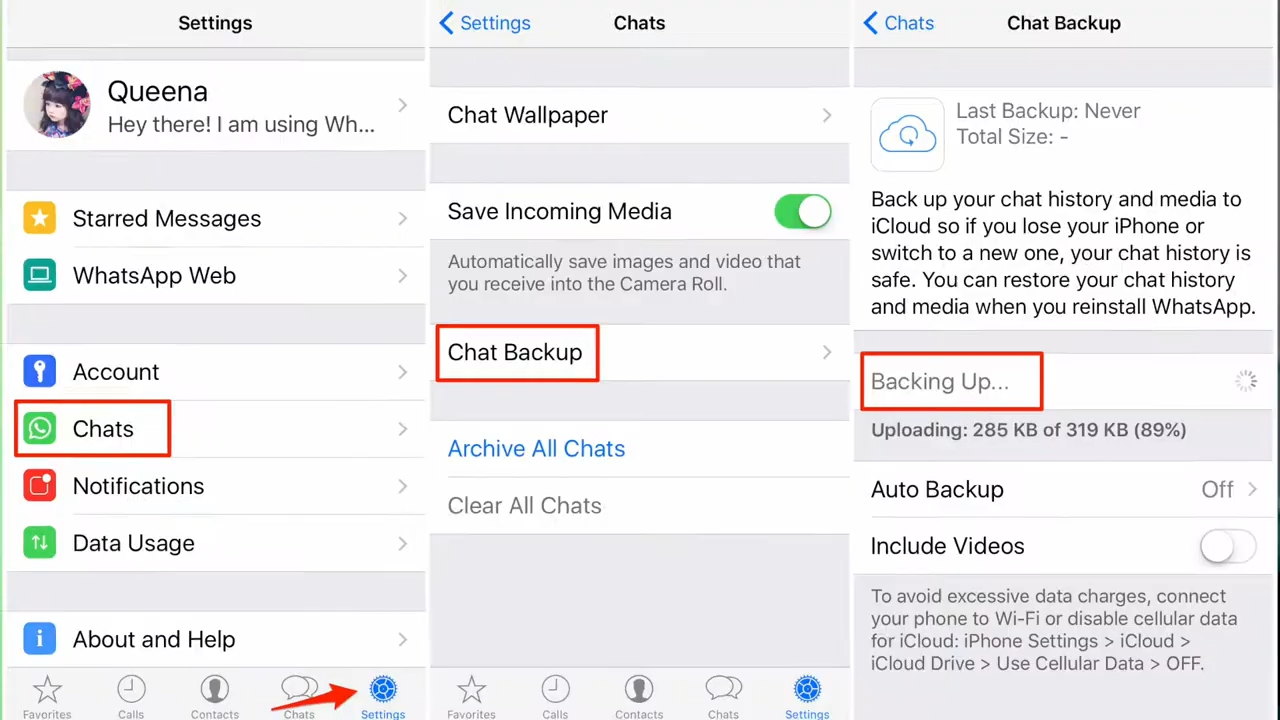 Settings
Queena
Hey there! I am using Wh...
Starred Messages
WhatsApp Web
Account
Chats
Notifications
Data Usage
About and Help
Favorites
Calls
Contacts
Chats
Settings
Settings
Chats
Chat Wallpaper
Save Incoming Media
Automatically save images and video that
you receive into the Camera Roll.
Chat Backup
Archive All Chats
Clear All Chats
Favorites
Calls
Contacts
Chats
Settings
Chats
Chat Backup
Last Backup: Never
Total Size: -
Back up your chat history and media to
iCloud so if you lose your iPhone or
switch to a new one, your chat history is
safe. You can restore your chat history
and media when you reinstall WhatsApp.
Backing Up...
Uploading: 285 KB of 319 KB (89%)
Auto Backup Off
Include Videos
To avoid excessive data charges, connect
your phone to Wi-Fi or disable cellular data
for iCloud: iPhone Settings > iCloud >
iCloud Drive > Use Cellular Data > OFF.